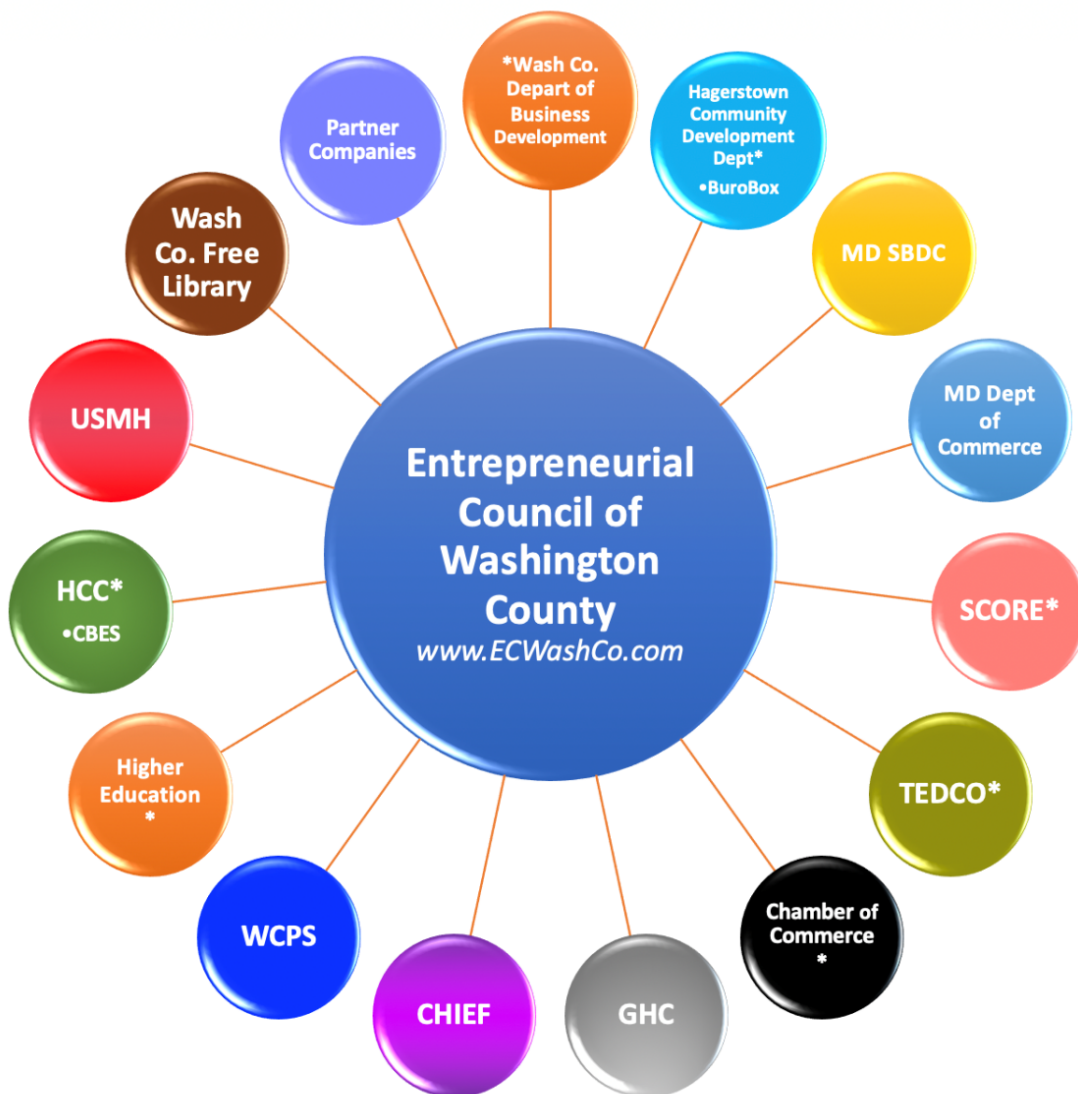 *Wash Co.
Depart of
Business
Development
Hagerstown
Community
Development
Dept*
•BuroBox
MD SBDC
MD Dept
of
Commerce
SCORE*
TEDCO*
Chamber of
Commerce
*
GHC
CHIEF
WCPS
Higher
Education
*
HCC*
•CBES
USMH
Wash
Co. Free
Library
Partner
Companies
Entrepreneurial
Council of
Washington
County
www.ECWashCo.com